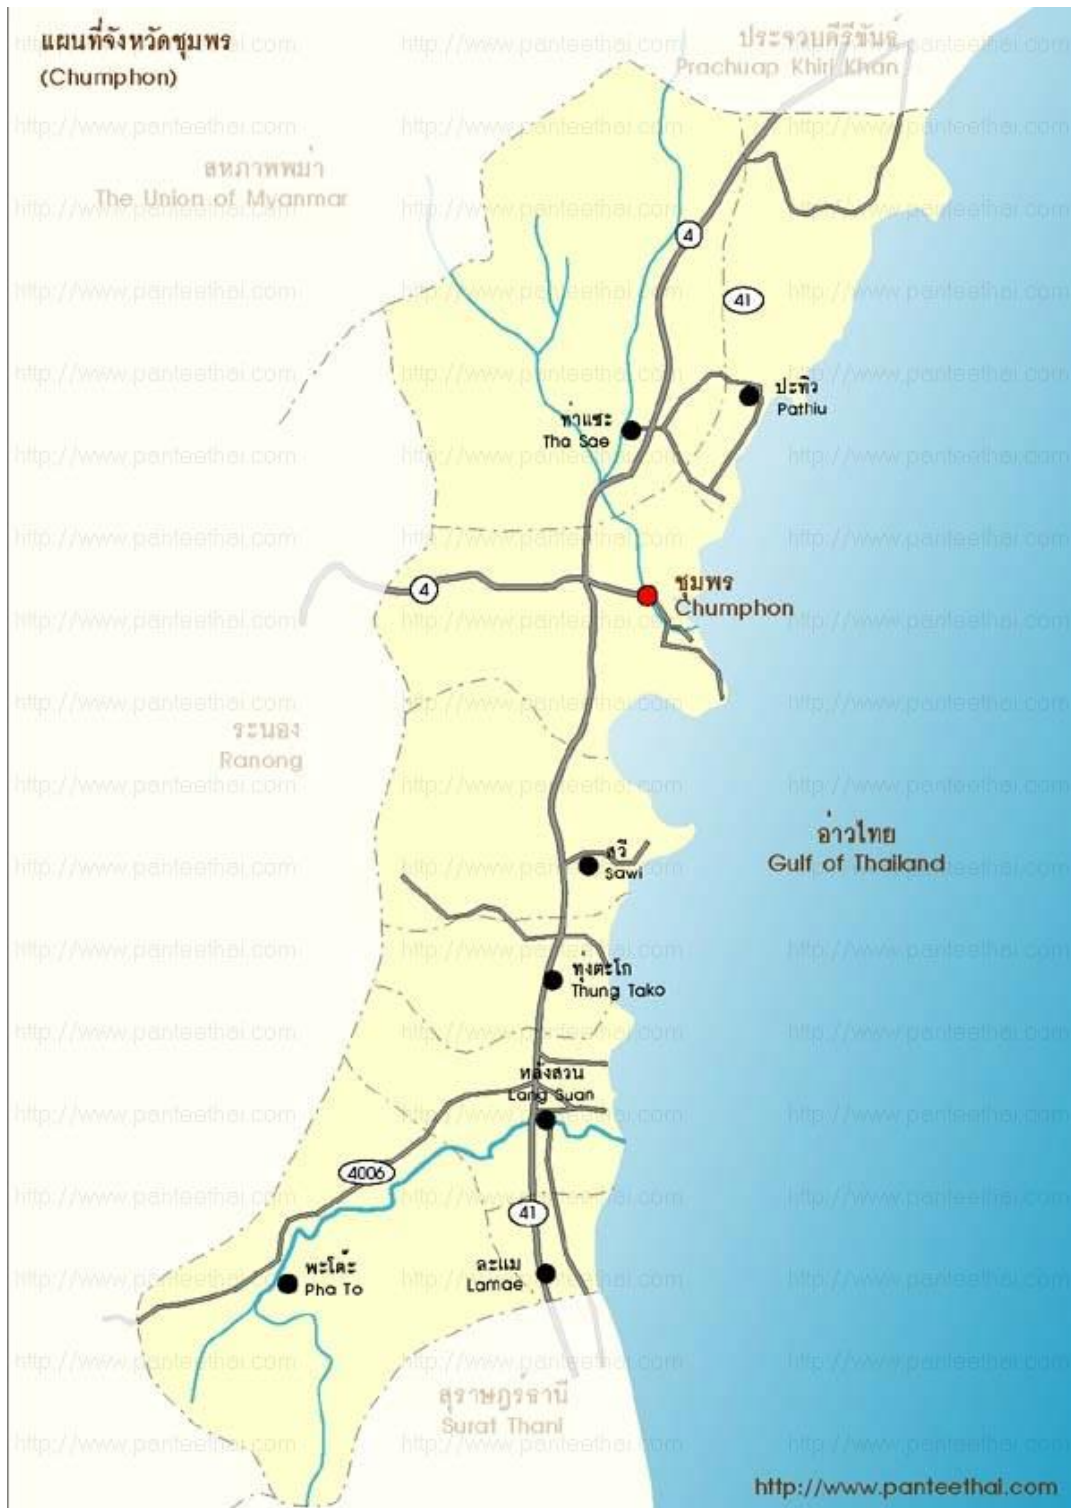 แผนที่จังหวัดชุมพร
(Chumphon)
ประจวบคีรีขันธ์
Prachuap Khiri Khan
สหภาพพม่า
The Union of Myanmar
4
41
ปะทิว
Pathiu
ท่าแซะ
Tha Sae
4
ชุมพร
Chumphon
ระนอง
Ranong
อ่าวไทย
Gulf of Thailand
สวี
Sawi
ทุ่งตะโก
Thung Tako
หลังสวน
Lang Suan
4006
41
พะโต๊ะ
Pha To
ละแม
Lamae
สุราษฎร์ธานี
Surat Thani
http://www.panteethai.com